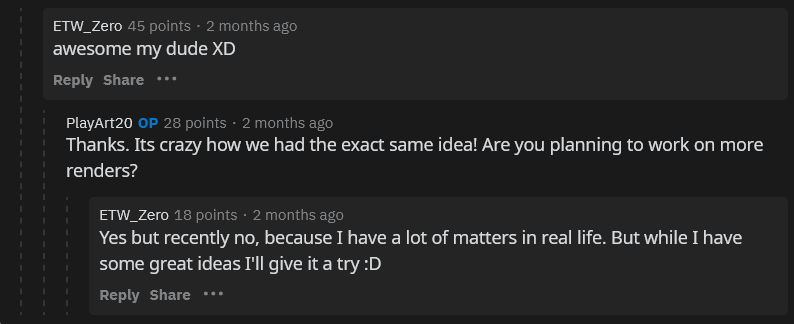 ETW_Zero 45 points · 2 months ago
awesome my dude XD
Reply Share •••
PlayArt20 OP 28 points · 2 months ago
Thanks. Its crazy how we had the exact same idea! Are you planning to work on more
renders?
ETW_Zero 18 points · 2 months ago
Yes but recently no, because I have a lot of matters in real life. But while I have
some great ideas I'll give it a try :D
Reply Share •••